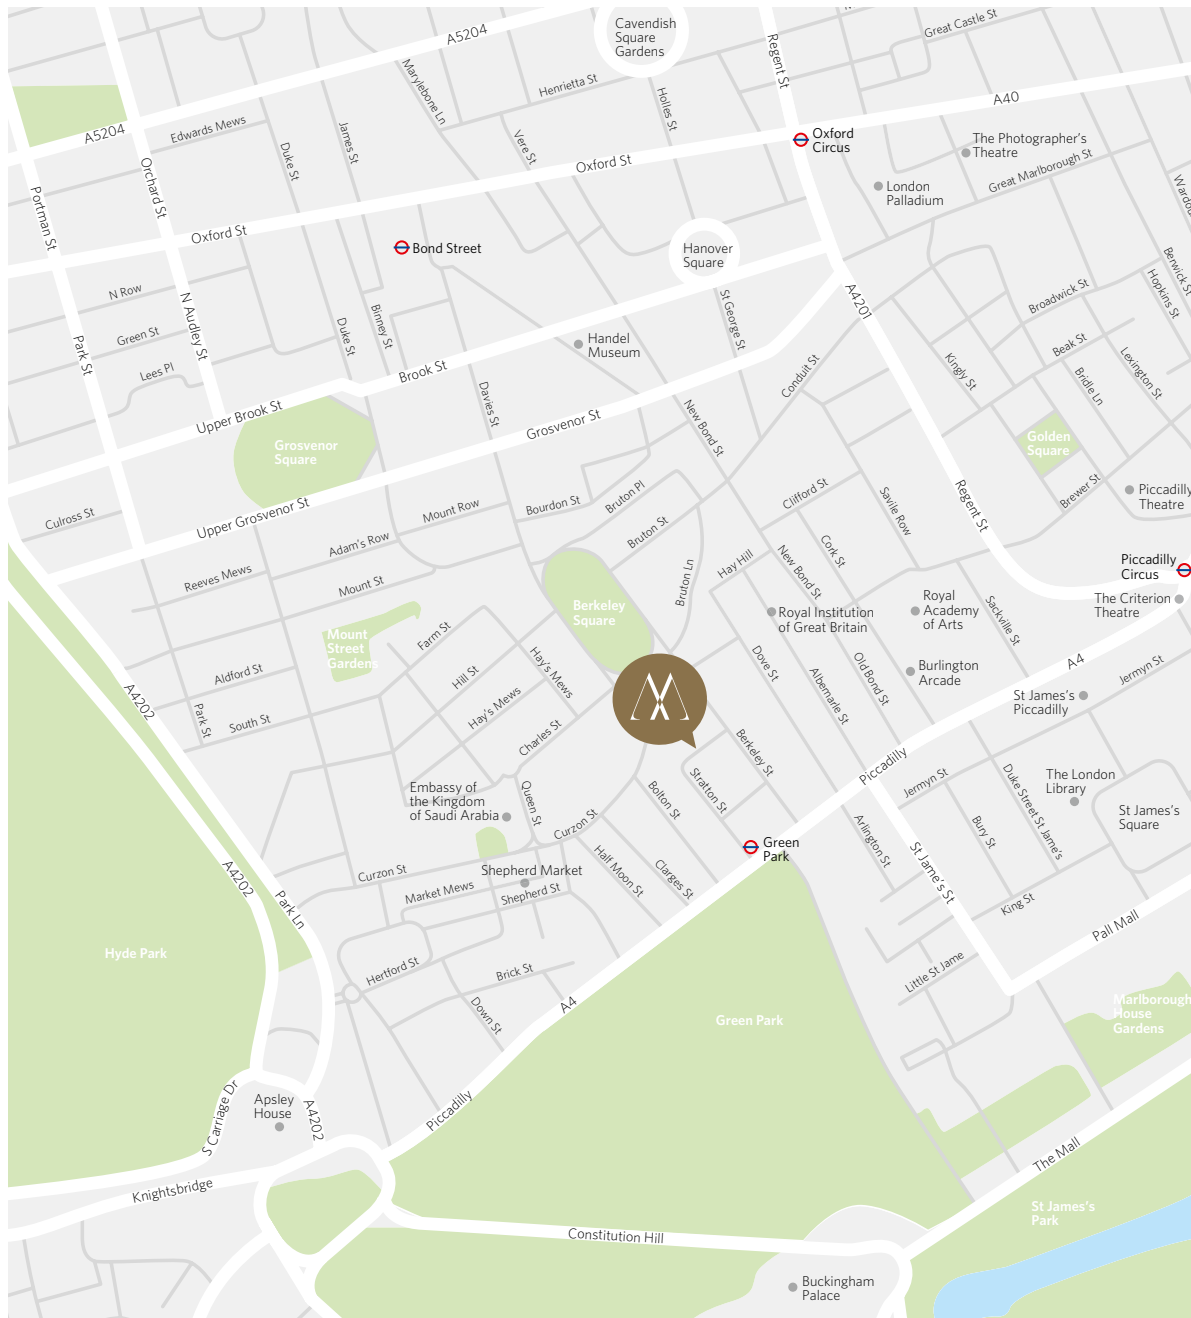 Cavendish
Square
Gardens
A5204
Regent St
Great Castle St
Marylebone Ln
Henrietta St
Holles St
A40
A5204
Edwards Mews
James St
Duke St
Vere St
Oxford St
Oxford
Circus
The Photographer's
Theatre
Great Marlborough St
London
Palladium
Portman St
Orchard St
Oxford St
Bond Street
Hanover
Square
Berwick St
Hopkins St
Broadwick St
N Row
N Audley St
Binney St
Duke St
St George St
A4201
Green St
Park St
Lees Pl
Handel
Museum
Brook St
Beak St
Lexington St
Bridle Ln
Kingly St
Conduit St
Upper Brook St
Davies St
Grosvenor St
New Bond St
Grosvenor
Square
Golden
Square
Culross St
Upper Grosvenor St
Mount Row
Bourdon St
Bruton Pl
Clifford St
Savile Row
Regent St
Brewer St
Piccadilly
Theatre
Adam's Row
Bruton St
Cork St
Reeves Mews
Mount St
Bruton Ln
Hay Hill
New Bond St
Piccadilly
Circus
The Criterion
Theatre
Berkeley
Square
Royal Institution
of Great Britain
Royal
Academy
of Arts
Sackville St
Mount
Street
Gardens
Farm St
Hay's Mews
Hill St
Hay's Mews
Charles St
Dove St
Albemarle St
Old Bond St
Burlington
Arcade
A4
Jermyn St
St James's
Piccadilly
Aldford St
A4202
Park St
South St
Berkeley St
Piccadilly
Embassy of
the Kingdom
of Saudi Arabia
Queen St
Curzon St
Bolton St
Stratton St
Jermyn St
Duke Street St Jame's
The London
Library
St James's
Square
Bury St
Arlington St
St Jame's St
Green
Park
A4202
Park Ln
Curzon St
Market Mews
Shepherd Market
Shepherd St
Half Moon St
Clarges St
King St
Pall Mall
Hyde Park
Hertford St
Brick St
Down St
A4
Little St Jame
Green Park
Marlborough
House
Gardens
S Carriage Dr
Apsley
House
A4202
Piccadilly
The Mall
Knightsbridge
St James's
Park
Constitution Hill
Buckingham
Palace